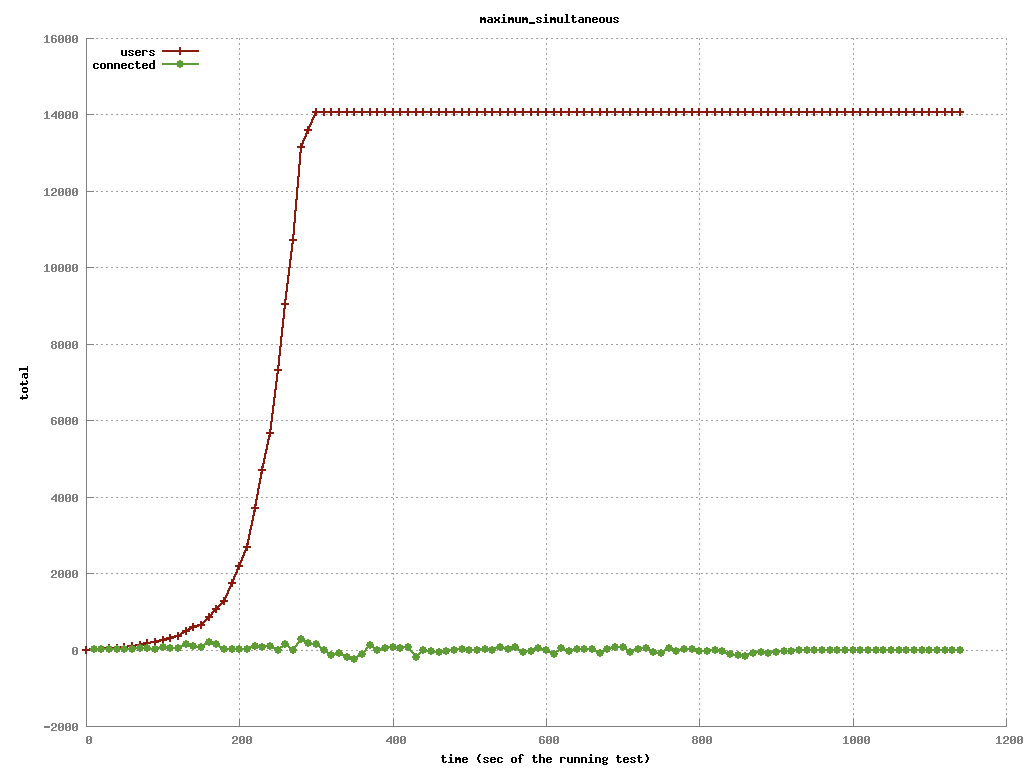 maximum_simultaneous
16000
users
connected
14000
12000
10000
8000
total
6000
4000
2000
0
-2000
0 200 400 600 800 1000 1200
time (sec of the running test)